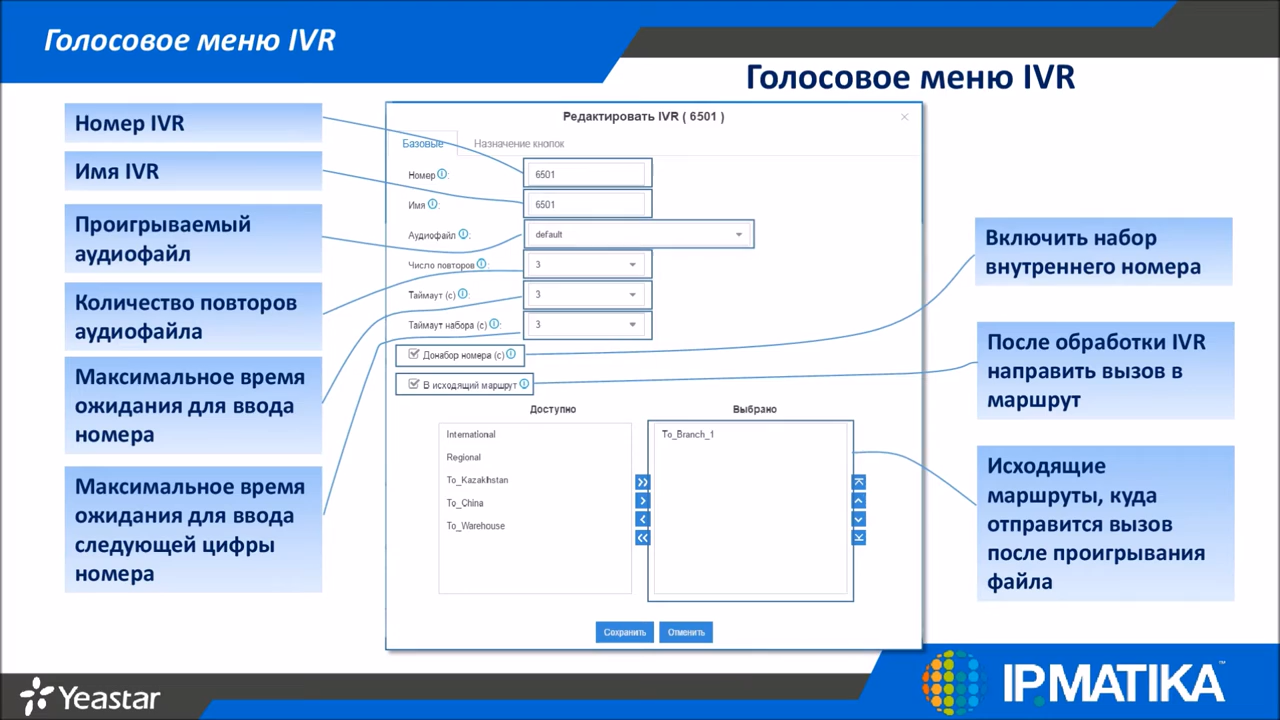 Голосовое меню IVR
Голосовое меню IVR
Номер IVR
Имя IVR
Проигрываемый
аудиофайл
Количество повторов
аудиофайла
Максимальное время
ожидания для ввода
номера
Максимальное время
ожидания для ввода
следующей цифры
номера
Редактировать IVR ( 6501 )
Базовые
Назначение кнопок
Номер
:
6501
Имя
:
6501
Аудиофайл
:
default
Число повторов
:
3
Таймаут (с)
:
3
Таймаут набора (с)
:
3
Донабор номера (с)
В исходящий маршрут
Доступно
Выбрано
International
Regional
To_Kazakhstan
To_China
To_Warehouse
To_Branch_1
Сохранить
Отменить
Включить набор
внутреннего номера
После обработки IVR
направить вызов в
маршрут
Исходящие
маршруты, куда
отправится вызов
после проигрывания
файла
Yeastar
IPMATIKA™